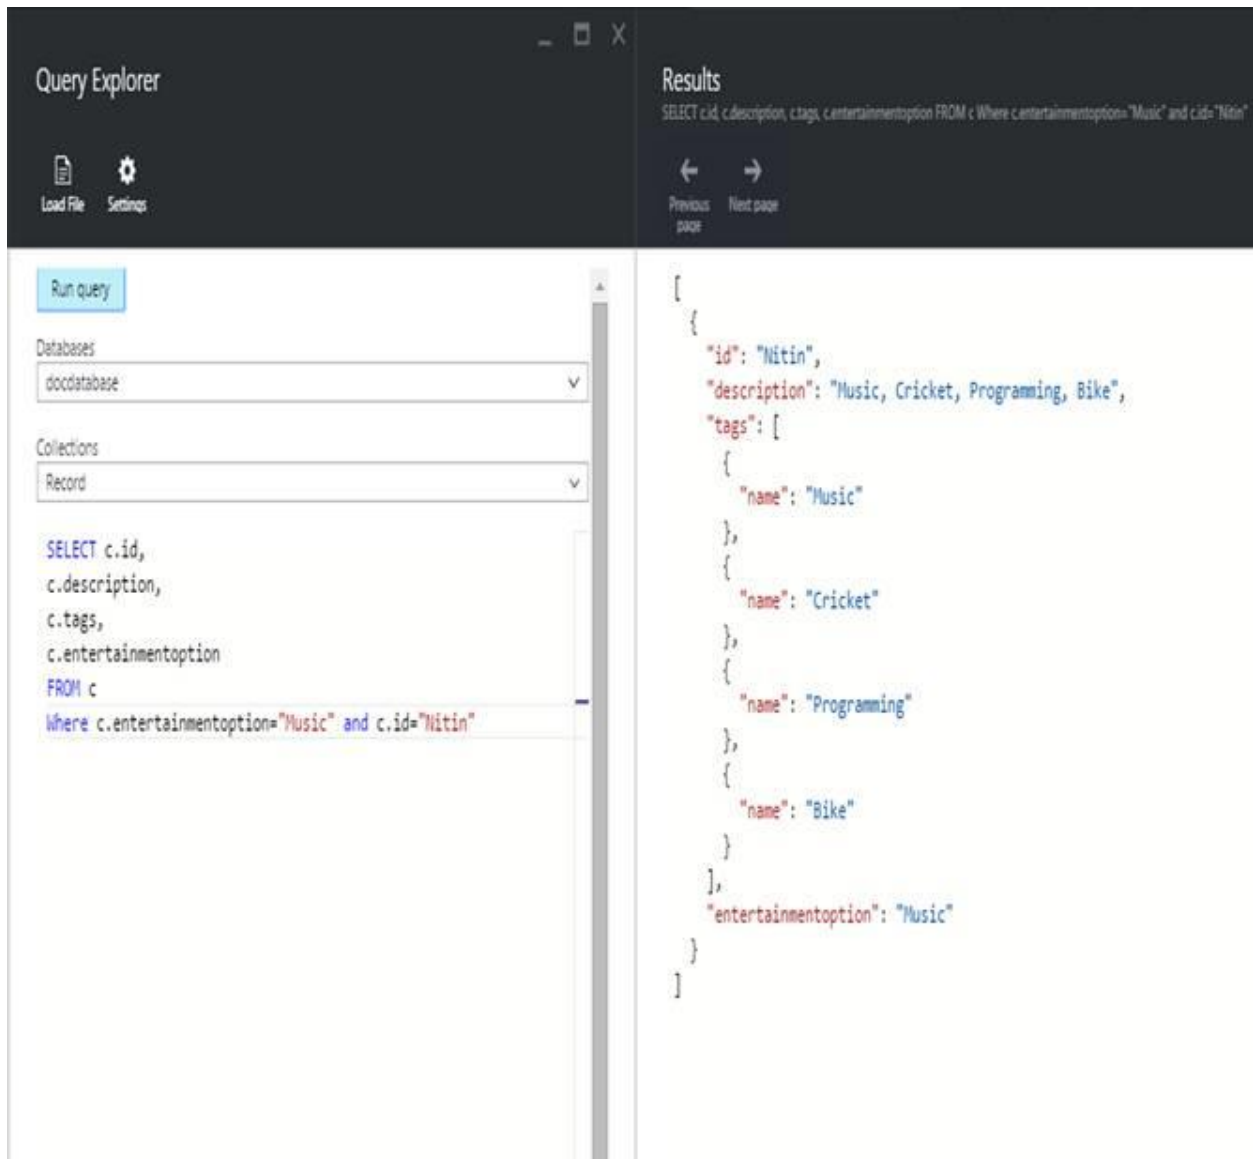 Query Explorer
Load File
Settings
Run query
Databases
docdatabase
Collections
Record
SELECT c.id,
c.description,
c.tags,
c.entertainmentoption
FROM c
Where c.entertainmentoption="Music" and c.id="Nitin"
Results
SELECT c.id, c.description, c.tags, c.entertainmentoption FROM c Where c.entertainmentoption="Music" and c.id="Nitin"
Previous
page
Next page
[
{
"id": "Nitin",
"description": "Music, Cricket, Programming, Bike",
"tags": [
{
"name": "Music"
},
{
"name": "Cricket"
},
{
"name": "Programming"
},
{
"name": "Bike"
}
],
"entertainmentoption": "Music"
}
]